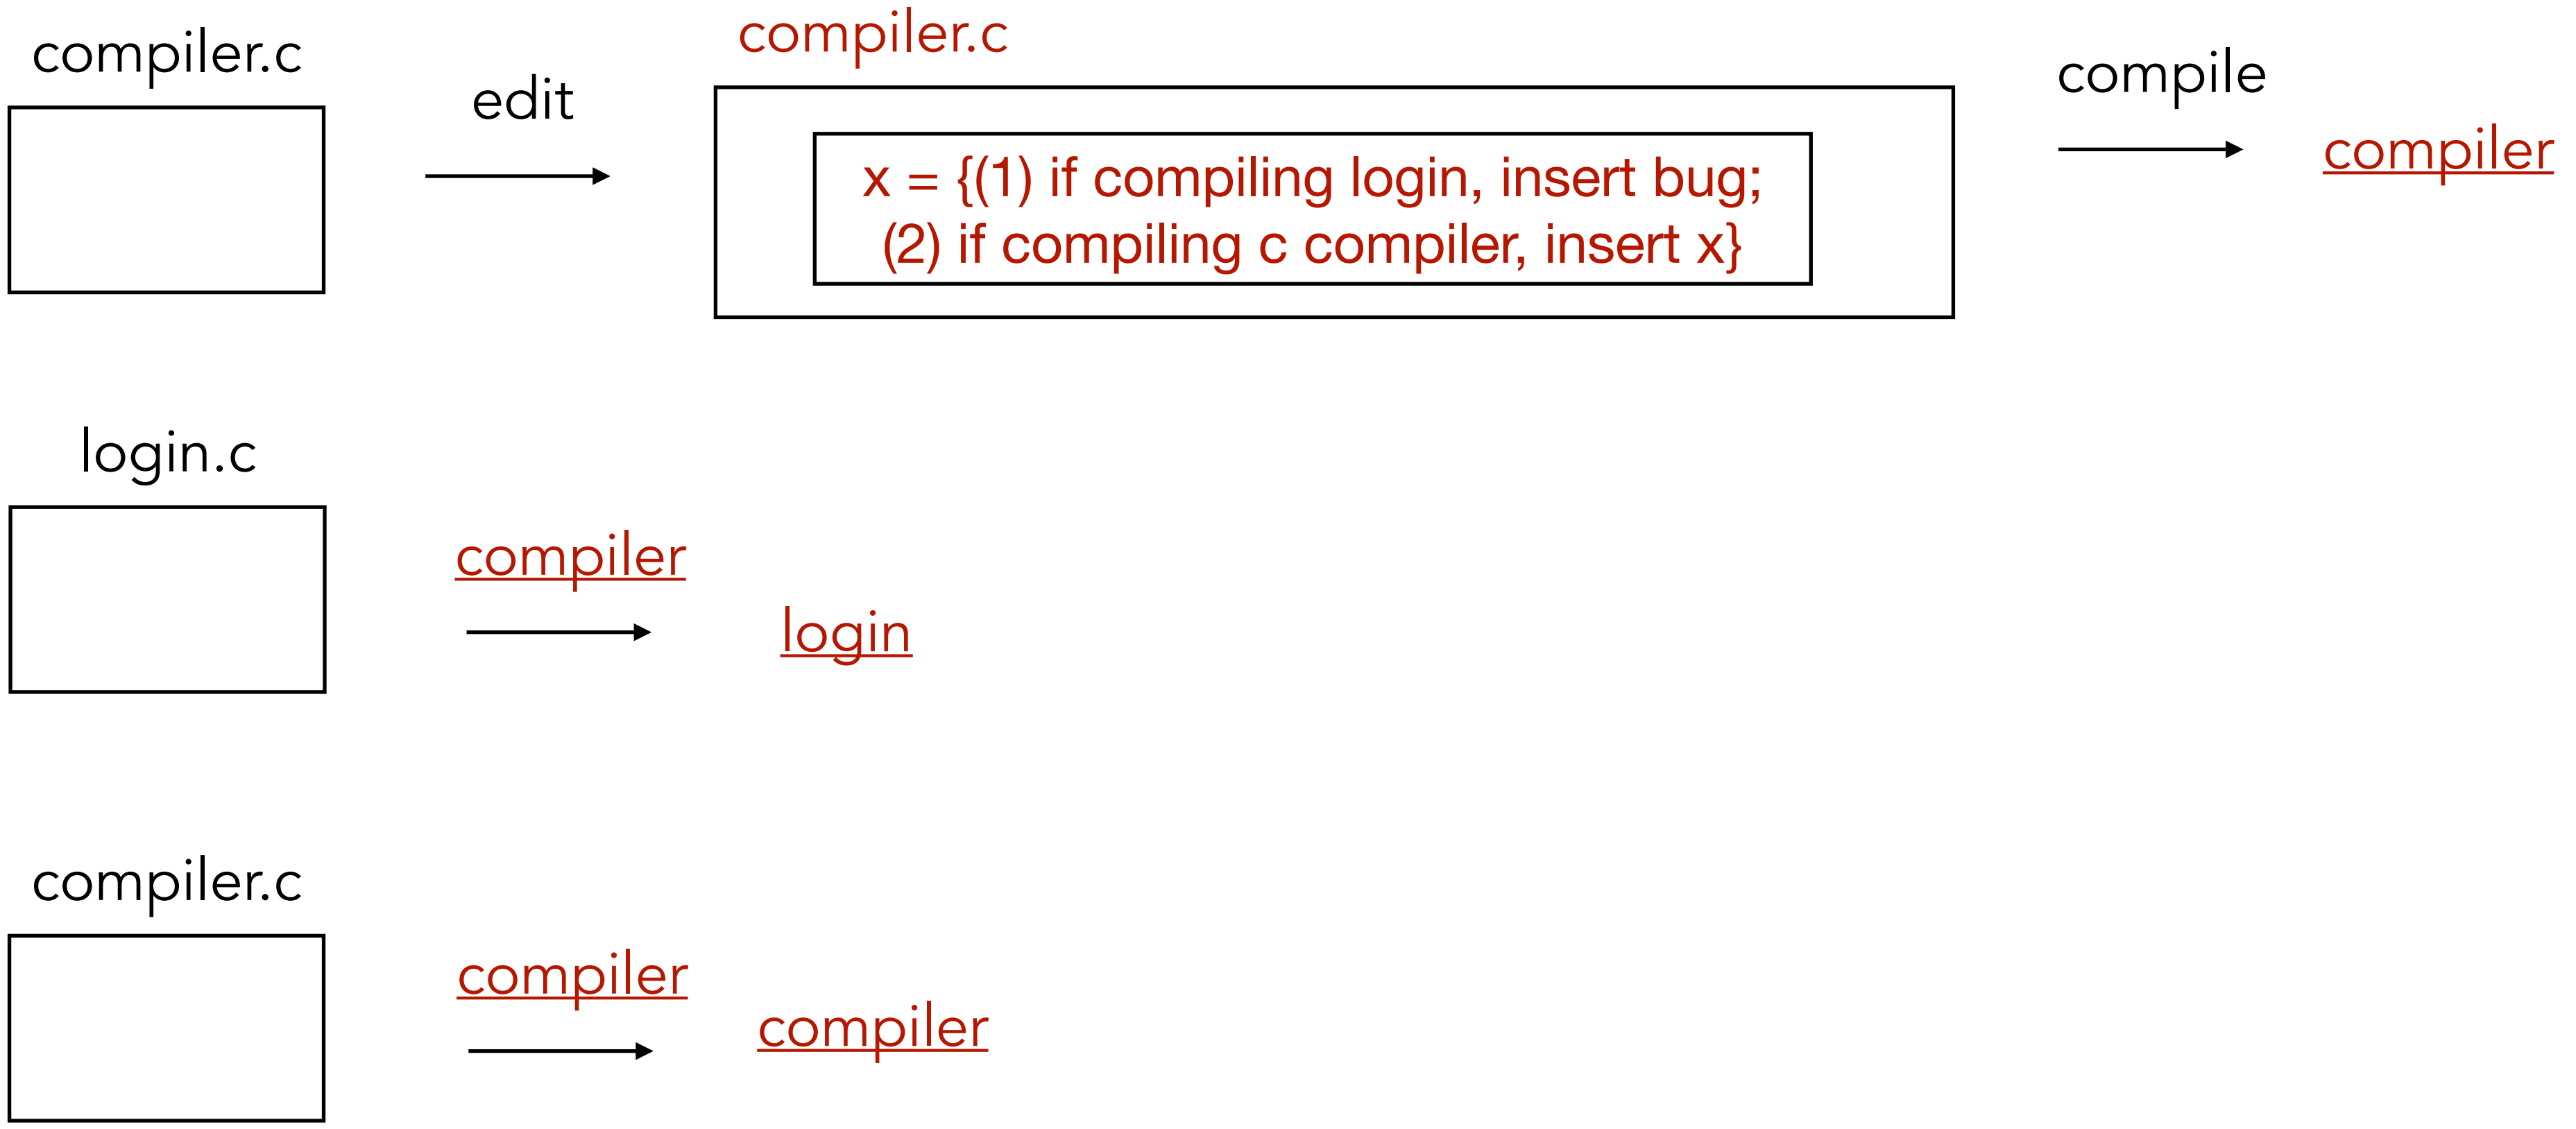 compiler.c
edit
compiler.c
x = {(1) if compiling login, insert bug;
(2) if compiling c compiler, insert x}
compile
compiler
login.c
compiler
login
compiler.c
compiler
compiler